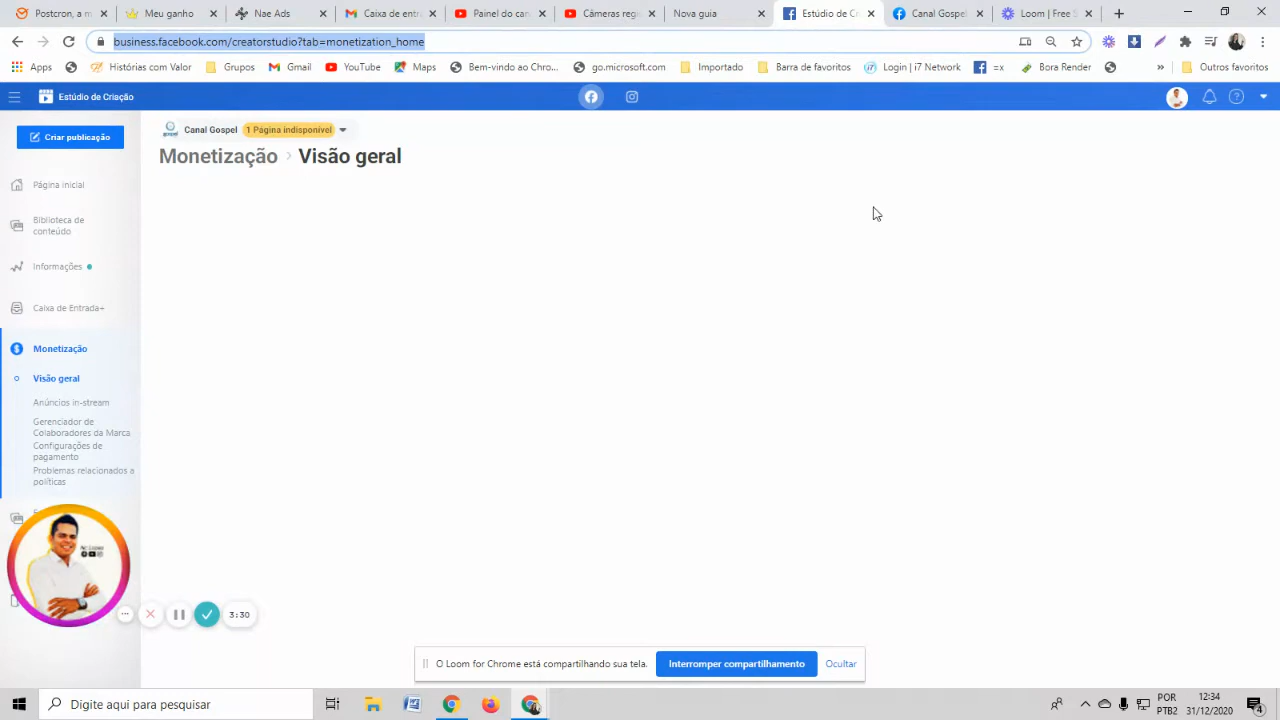 Postcron, a m
Meu ganho
Nae Ads
Caixa de entr
Painel do can
Câmeras regi
Nova guia
Estúdio de Cr
Canal Gospel
Loom | Free S
business.facebook.com/creatorstudio?tab=monetization_home
Apps
Histórias com Valor
Grupos
Gmail
YouTube
Maps
Bem-vindo ao Chro...
go.microsoft.com
Importado
Barra de favoritos
Login | i7 Network
=x
Bora Render
»
Outros favoritos
Estúdio de Criação
Criar publicação
Canal Gospel
1 Página indisponível
Monetização > Visão geral
Página inicial
Biblioteca de
conteúdo
Informações
Caixa de Entrada+
Monetização
Visão geral
Anúncios in-stream
Gerenciador de
Colaboradores da Marca
Configurações de
pagamento
Problemas relacionados a
políticas
3:30
O Loom for Chrome está compartilhando sua tela.
Interromper compartilhamento
Ocultar
Digite aqui para pesquisar
POR
PTB2
12:34
31/12/2020
4